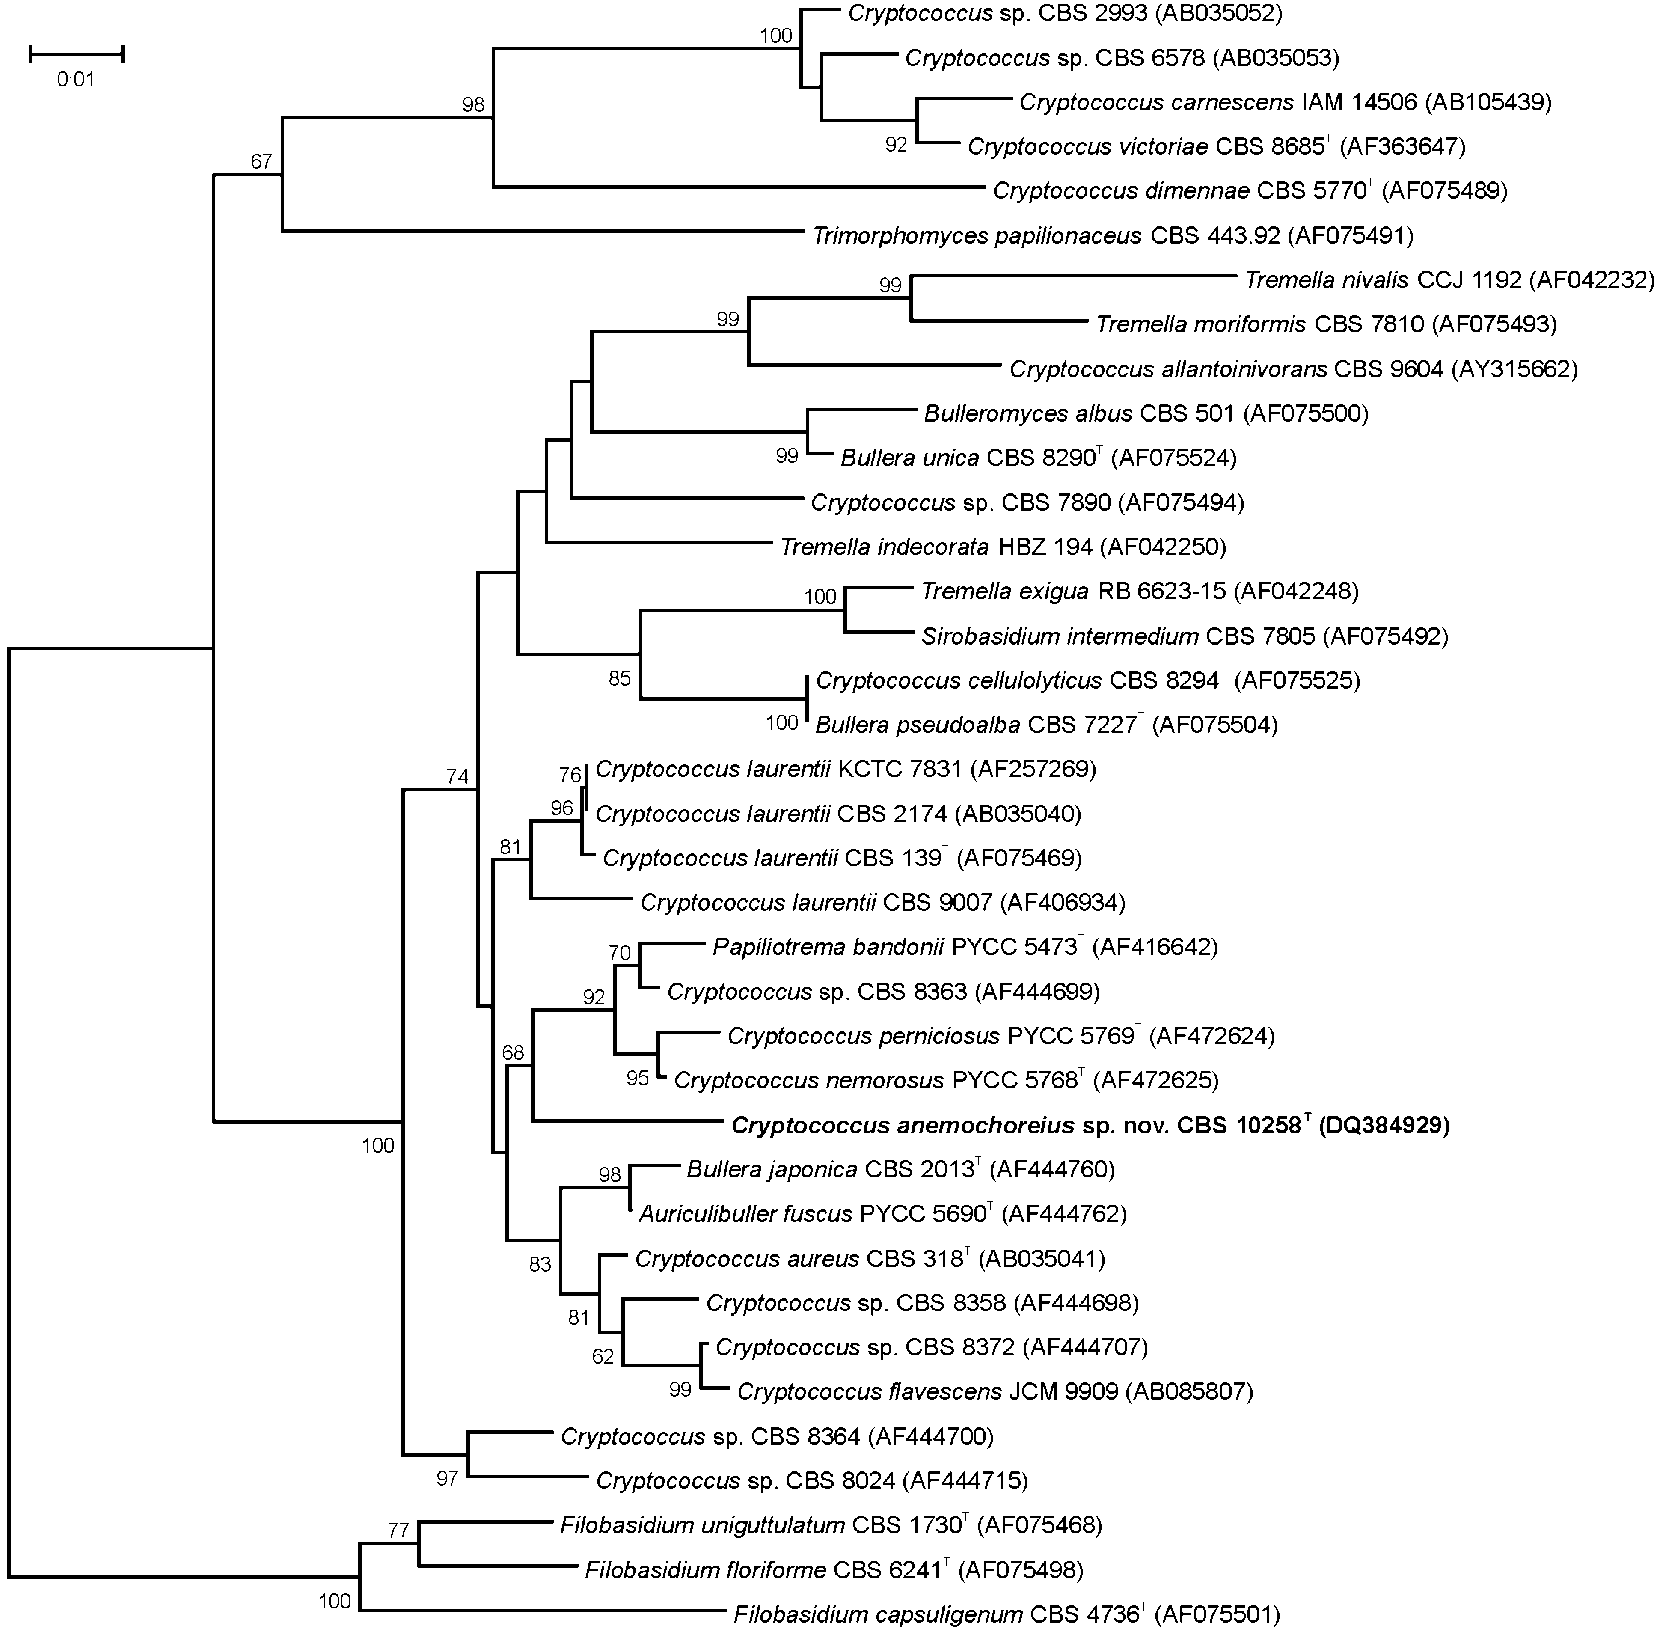 Cryptococcus sp. CBS 2993 (AB035052)
100
Cryptococcus sp. CBS 6578 (AB035053)
0·01
98
Cryptococcus carnescens IAM 14506 (AB105439)
92
Cryptococcus victoriae CBS 8685T (AF363647)
67
Cryptococcus dimennae CBS 5770T (AF075489)
Trimorphomyces papilionaceus CBS 443.92 (AF075491)
99
Tremella nivalis CCJ 1192 (AF042232)
99
Tremella moriformis CBS 7810 (AF075493)
Cryptococcus allantoinivorans CBS 9604 (AY315662)
Bulleromyces albus CBS 501 (AF075500)
99
Bullera unica CBS 8290T (AF075524)
Cryptococcus sp. CBS 7890 (AF075494)
Tremella indecorata HBZ 194 (AF042250)
100
Tremella exigua RB 6623-15 (AF042248)
Sirobasidium intermedium CBS 7805 (AF075492)
85
Cryptococcus cellulolyticus CBS 8294 (AF075525)
100
Bullera pseudoalba CBS 7227T (AF075504)
74
76
Cryptococcus laurentii KCTC 7831 (AF257269)
96
Cryptococcus laurentii CBS 2174 (AB035040)
81
Cryptococcus laurentii CBS 139T (AF075469)
Cryptococcus laurentii CBS 9007 (AF406934)
70
Papiliotrema bandonii PYCC 5473T (AF416642)
92
Cryptococcus sp. CBS 8363 (AF444699)
68
Cryptococcus perniciosus PYCC 5769T (AF472624)
95
Cryptococcus nemorosus PYCC 5768T (AF472625)
Cryptococcus anemochoreius sp. nov. CBS 10258T (DQ384929)
100
98
Bullera japonica CBS 2013T (AF444760)
Auriculibuller fuscus PYCC 5690T (AF444762)
83
Cryptococcus aureus CBS 318T (AB035041)
81
Cryptococcus sp. CBS 8358 (AF444698)
62
Cryptococcus sp. CBS 8372 (AF444707)
99
Cryptococcus flavescens JCM 9909 (AB085807)
Cryptococcus sp. CBS 8364 (AF444700)
97
Cryptococcus sp. CBS 8024 (AF444715)
77
Filobasidium uniguttulatum CBS 1730T (AF075468)
Filobasidium floriforme CBS 6241T (AF075498)
100
Filobasidium capsuligenum CBS 4736T (AF075501)